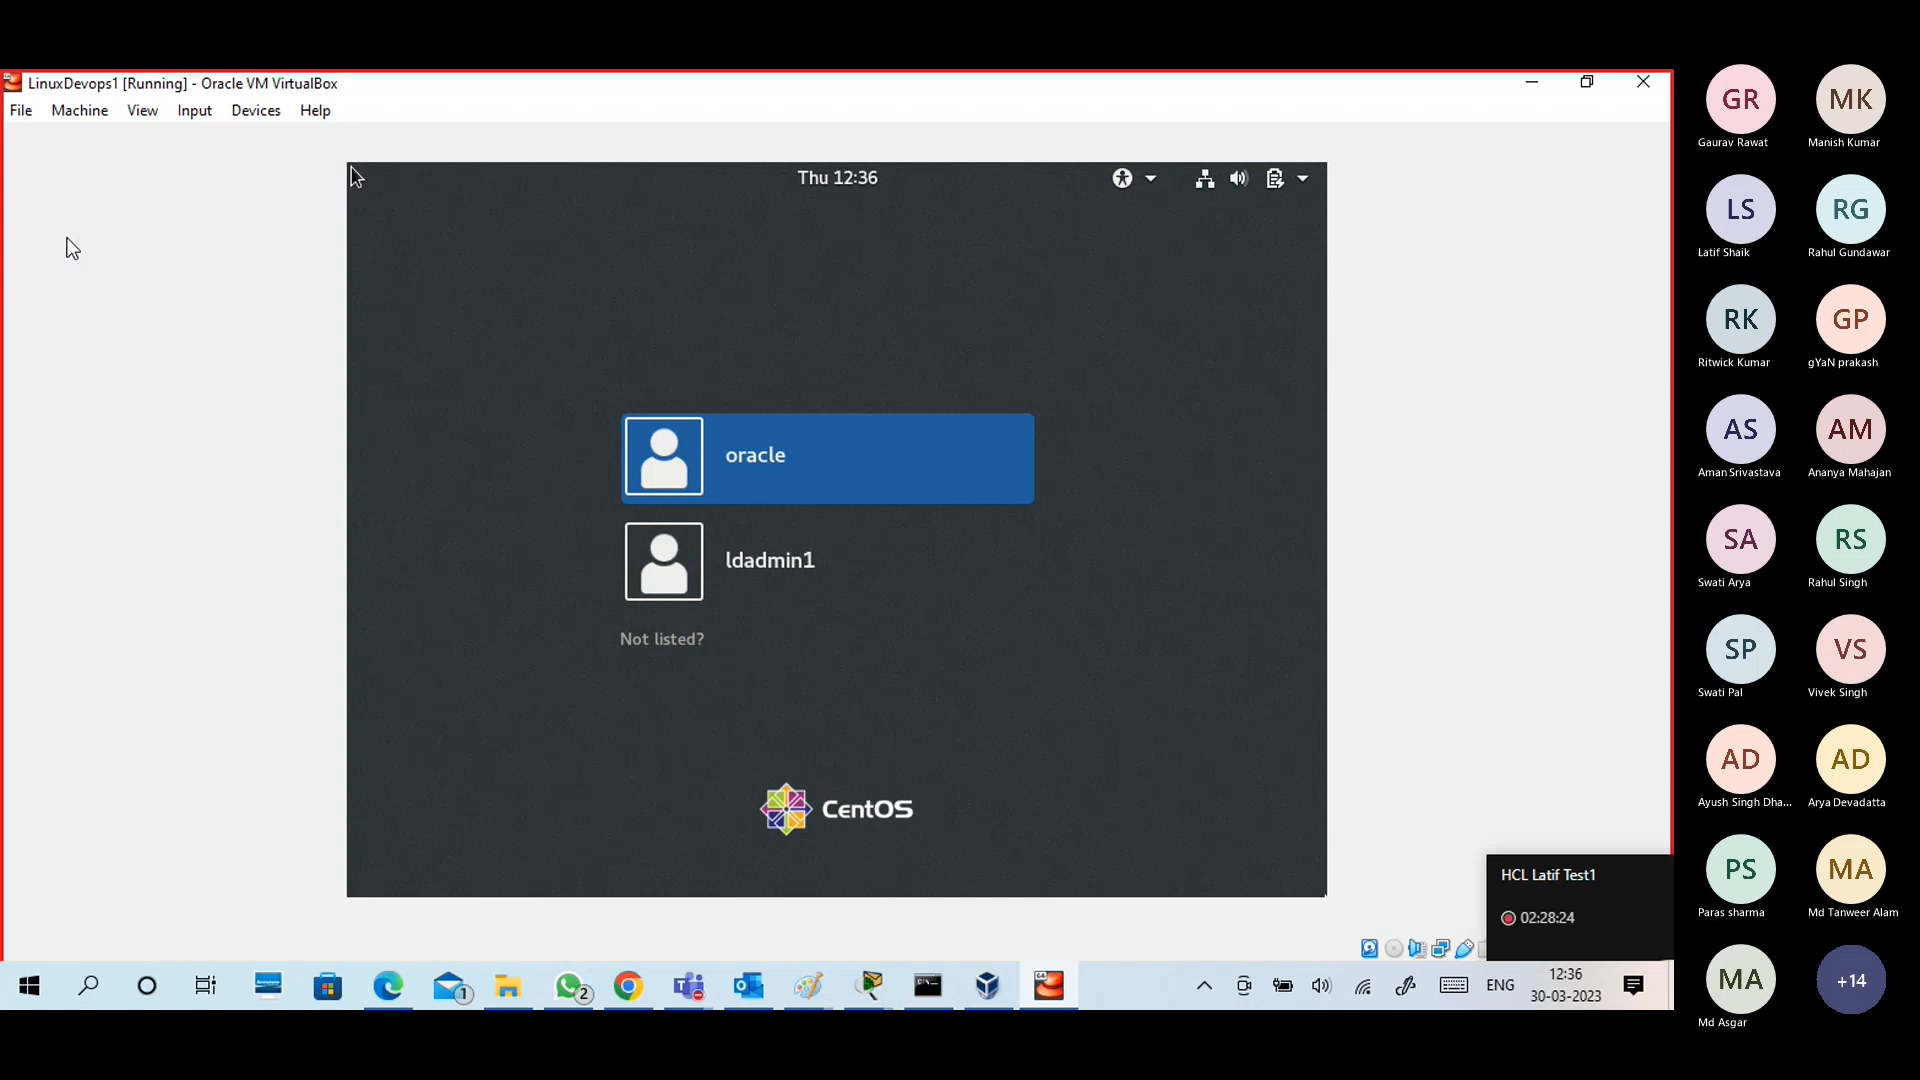 LinuxDevops1 [Running] - Oracle VM VirtualBox
File Machine View Input Devices Help
Thu 12:36
oracle
ldadmin1
Not listed?
CentOS
HCL Latif Test1
02:28:24
1
2
64
ENG
12:36
30-03-2023
GR
Gaurav Rawat
MK
Manish Kumar
LS
Latif Shaik
RG
Rahul Gundawar
RK
Ritwick Kumar
GP
gYaN prakash
AS
Aman Srivastava
AM
Ananya Mahajan
SA
Swati Arya
RS
Rahul Singh
SP
Swati Pal
VS
Vivek Singh
AD
Ayush Singh Dha...
AD
Arya Devadatta
PS
Paras sharma
MA
Md Tanweer Alam
MA
Md Asgar
+14